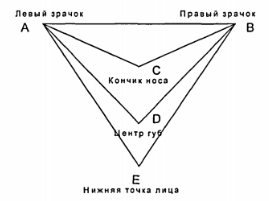 Левый зрачок Правый зрачок
A B
C
Кончик носа
D
Центр губ
E
Нижняя точка лица